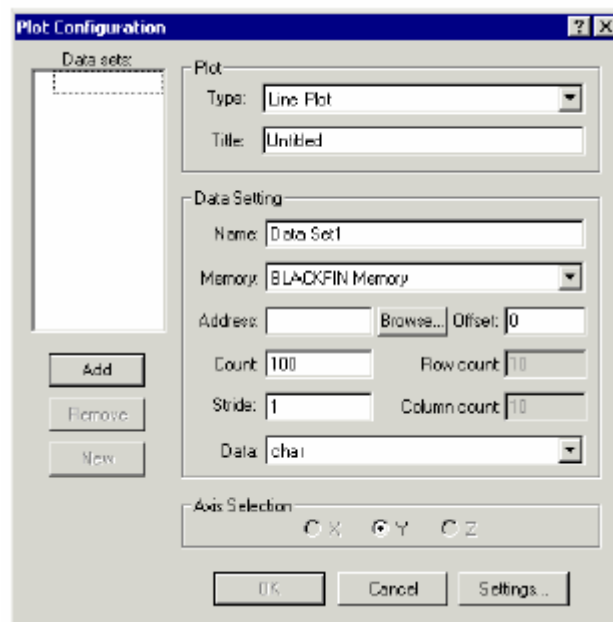 Plot Configuration
Data sets:
Plot
Type: Line Plot
Title: Untitled
Data Setting
Name: Data Set1
Memory: BLACKFIN Memory
Address: Browse... Offset: 0
Count: 100 Row count: 10
Stride: 1 Column count: 10
Data: char
Add
Remove
New
Axis Selection
X Y Z
OK Cancel Settings...